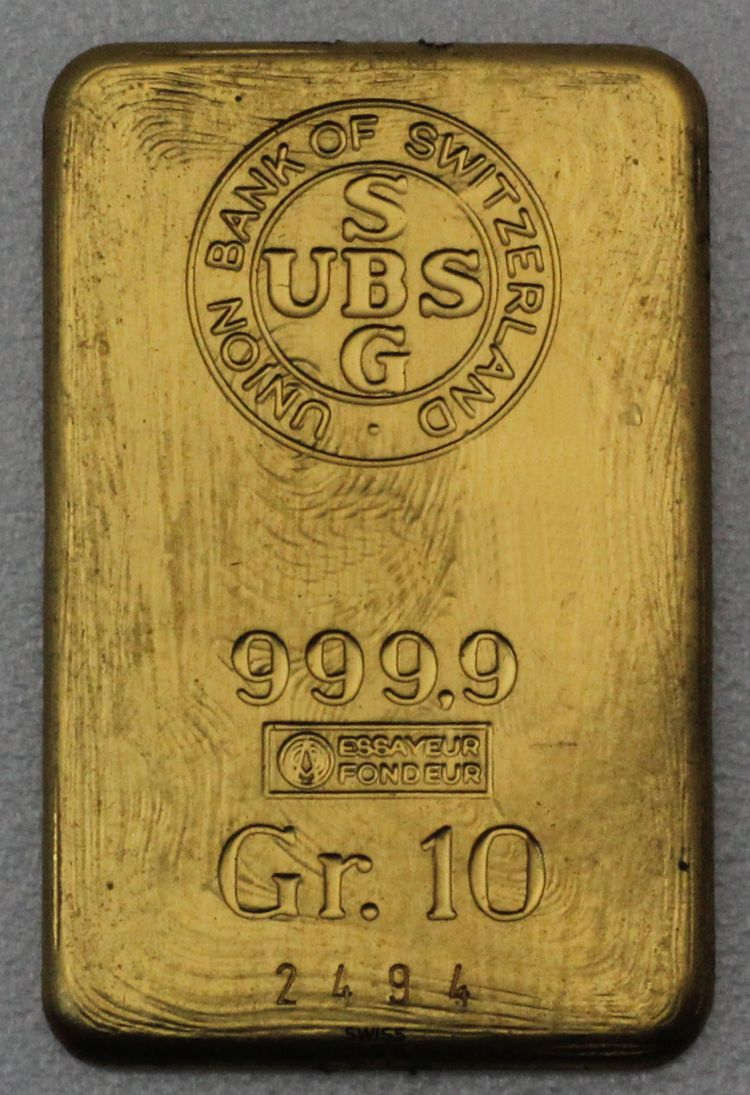 UNION BANK OF SWITZERLAND ·
S
UBS
G
999,9
ESSAYEUR
FONDEUR
Gr. 10
2494
SWISS